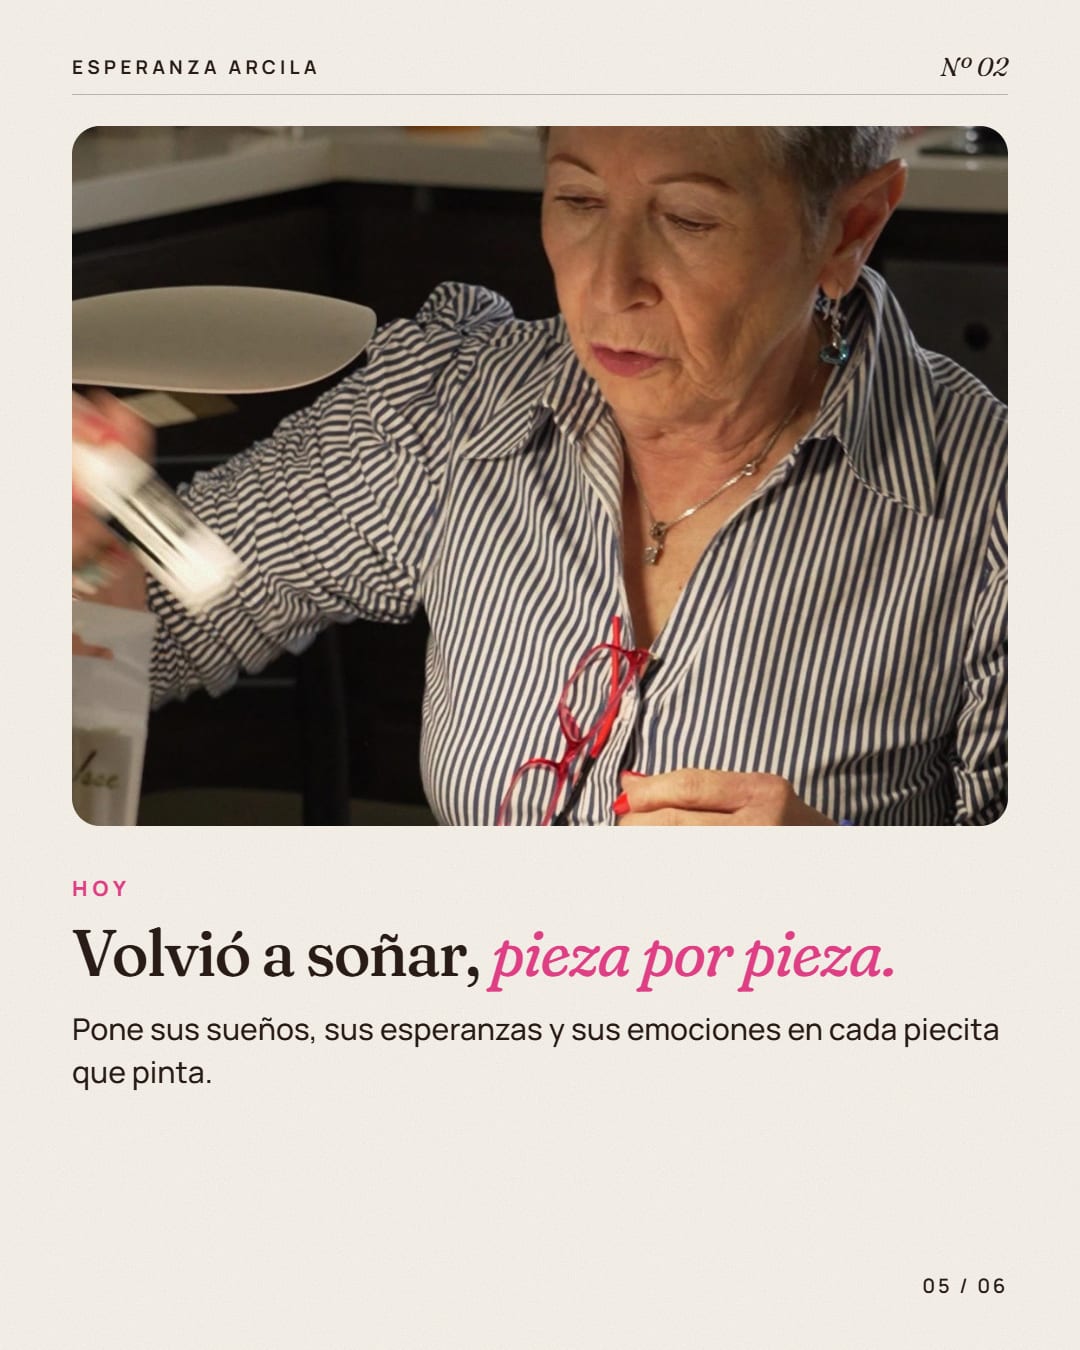 ESPERANZA ARCILA
Nº 02
HOY
Volvió a soñar, pieza por pieza.
Pone sus sueños, sus esperanzas y sus emociones en cada piecita
que pinta.
05 / 06